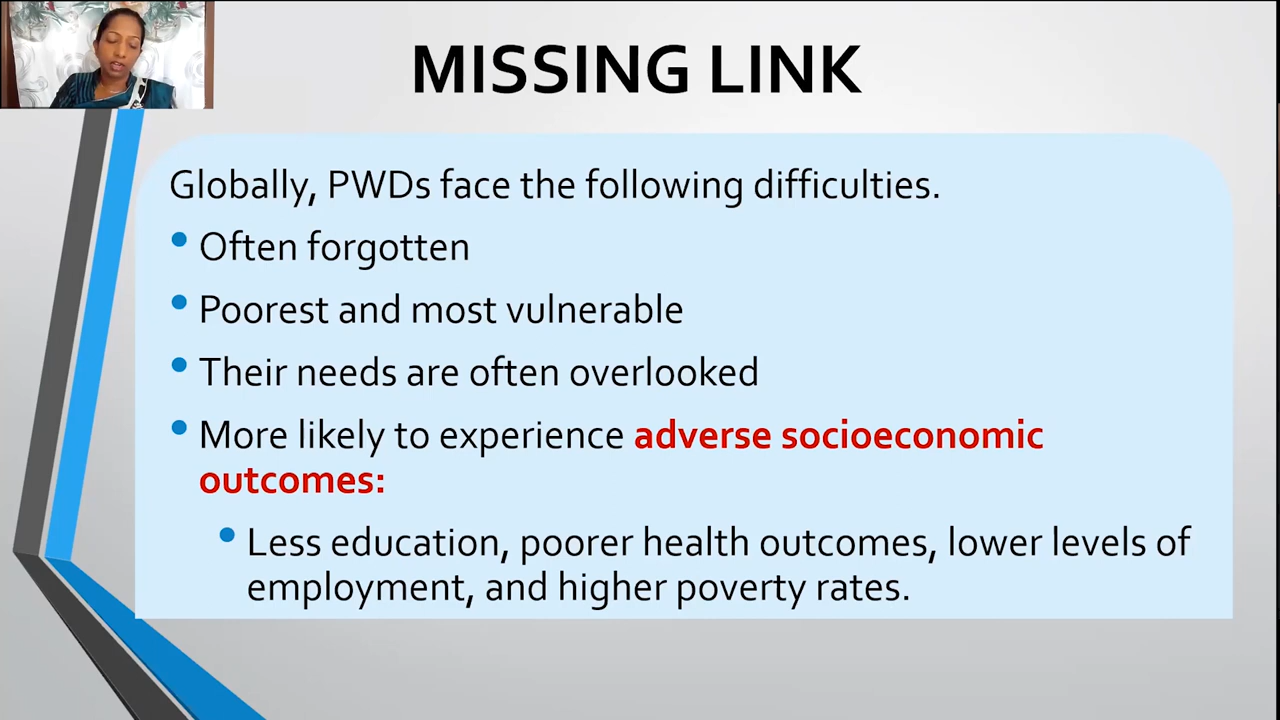 MISSING LINK
Globally, PWDs face the following difficulties.
• Often forgotten
• Poorest and most vulnerable
• Their needs are often overlooked
• More likely to experience adverse socioeconomic
outcomes:
• Less education, poorer health outcomes, lower levels of
employment, and higher poverty rates.